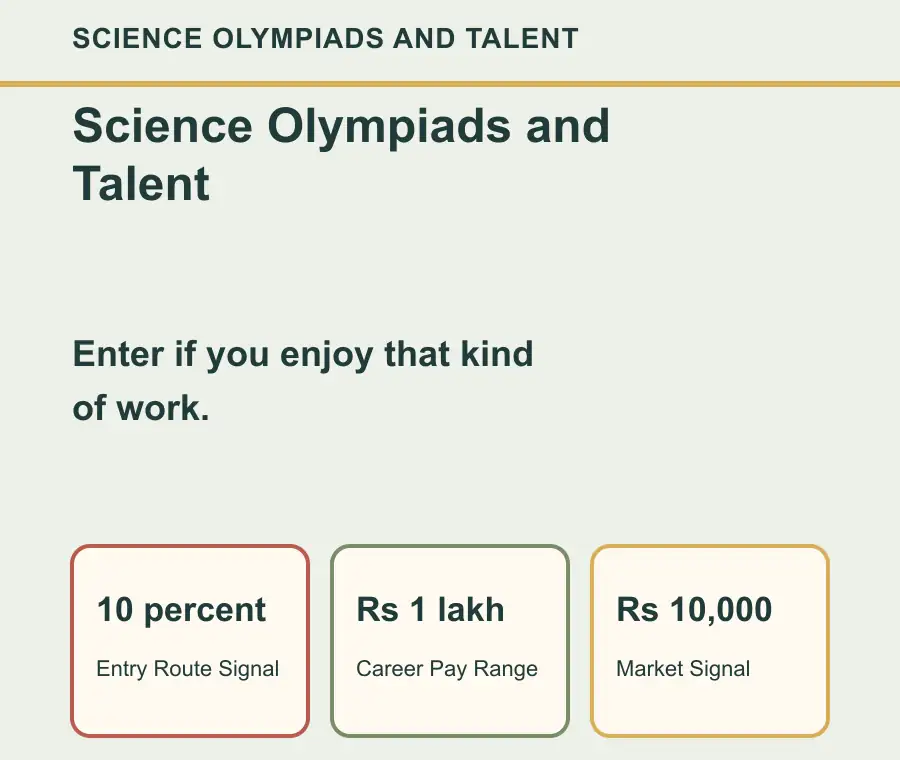 SCIENCE OLYMPIADS AND TALENT
Science Olympiads and
Talent
Enter if you enjoy that kind
of work.
10 percent
Entry Route Signal
Rs 1 lakh
Career Pay Range
Rs 10,000
Market Signal